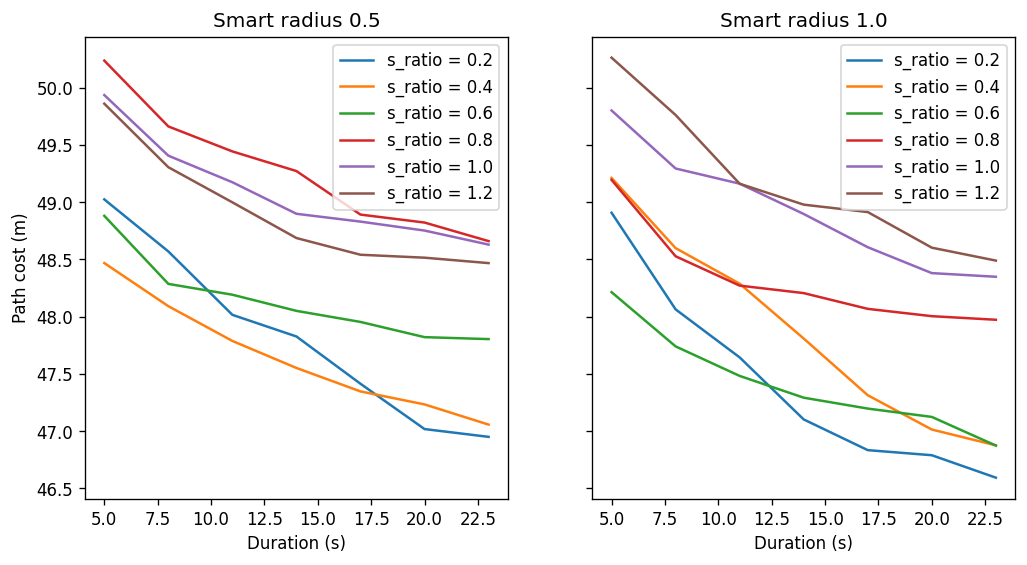 Smart radius 0.5
Path cost (m)
50.0
49.5
49.0
48.5
48.0
47.5
47.0
46.5
s_ratio = 0.2
s_ratio = 0.4
s_ratio = 0.6
s_ratio = 0.8
s_ratio = 1.0
s_ratio = 1.2
5.0 7.5 10.0 12.5 15.0 17.5 20.0 22.5
Duration (s)
Smart radius 1.0
s_ratio = 0.2
s_ratio = 0.4
s_ratio = 0.6
s_ratio = 0.8
s_ratio = 1.0
s_ratio = 1.2
5.0 7.5 10.0 12.5 15.0 17.5 20.0 22.5
Duration (s)